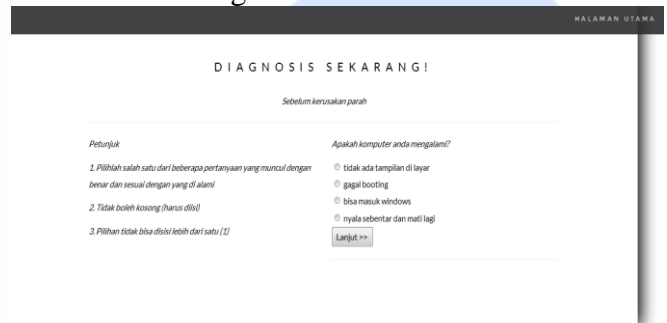 HALAMAN UTAMA
DIAGNOSIS SEKARANG!
Sebelum kerusakan parah
Petunjuk
1. Pilihlah salah satu dari beberapa pertanyaan yang muncul dengan
benar dan sesuai dengan yang di alami
2. Tidak boleh kosong (harus diisi)
3. Pilihan tidak bisa disisi lebih dari satu (1)
Apakah komputer anda mengalami?
tidak ada tampilan di layar
gagal booting
bisa masuk windows
nyala sebentar dan mati lagi
Lanjut >>